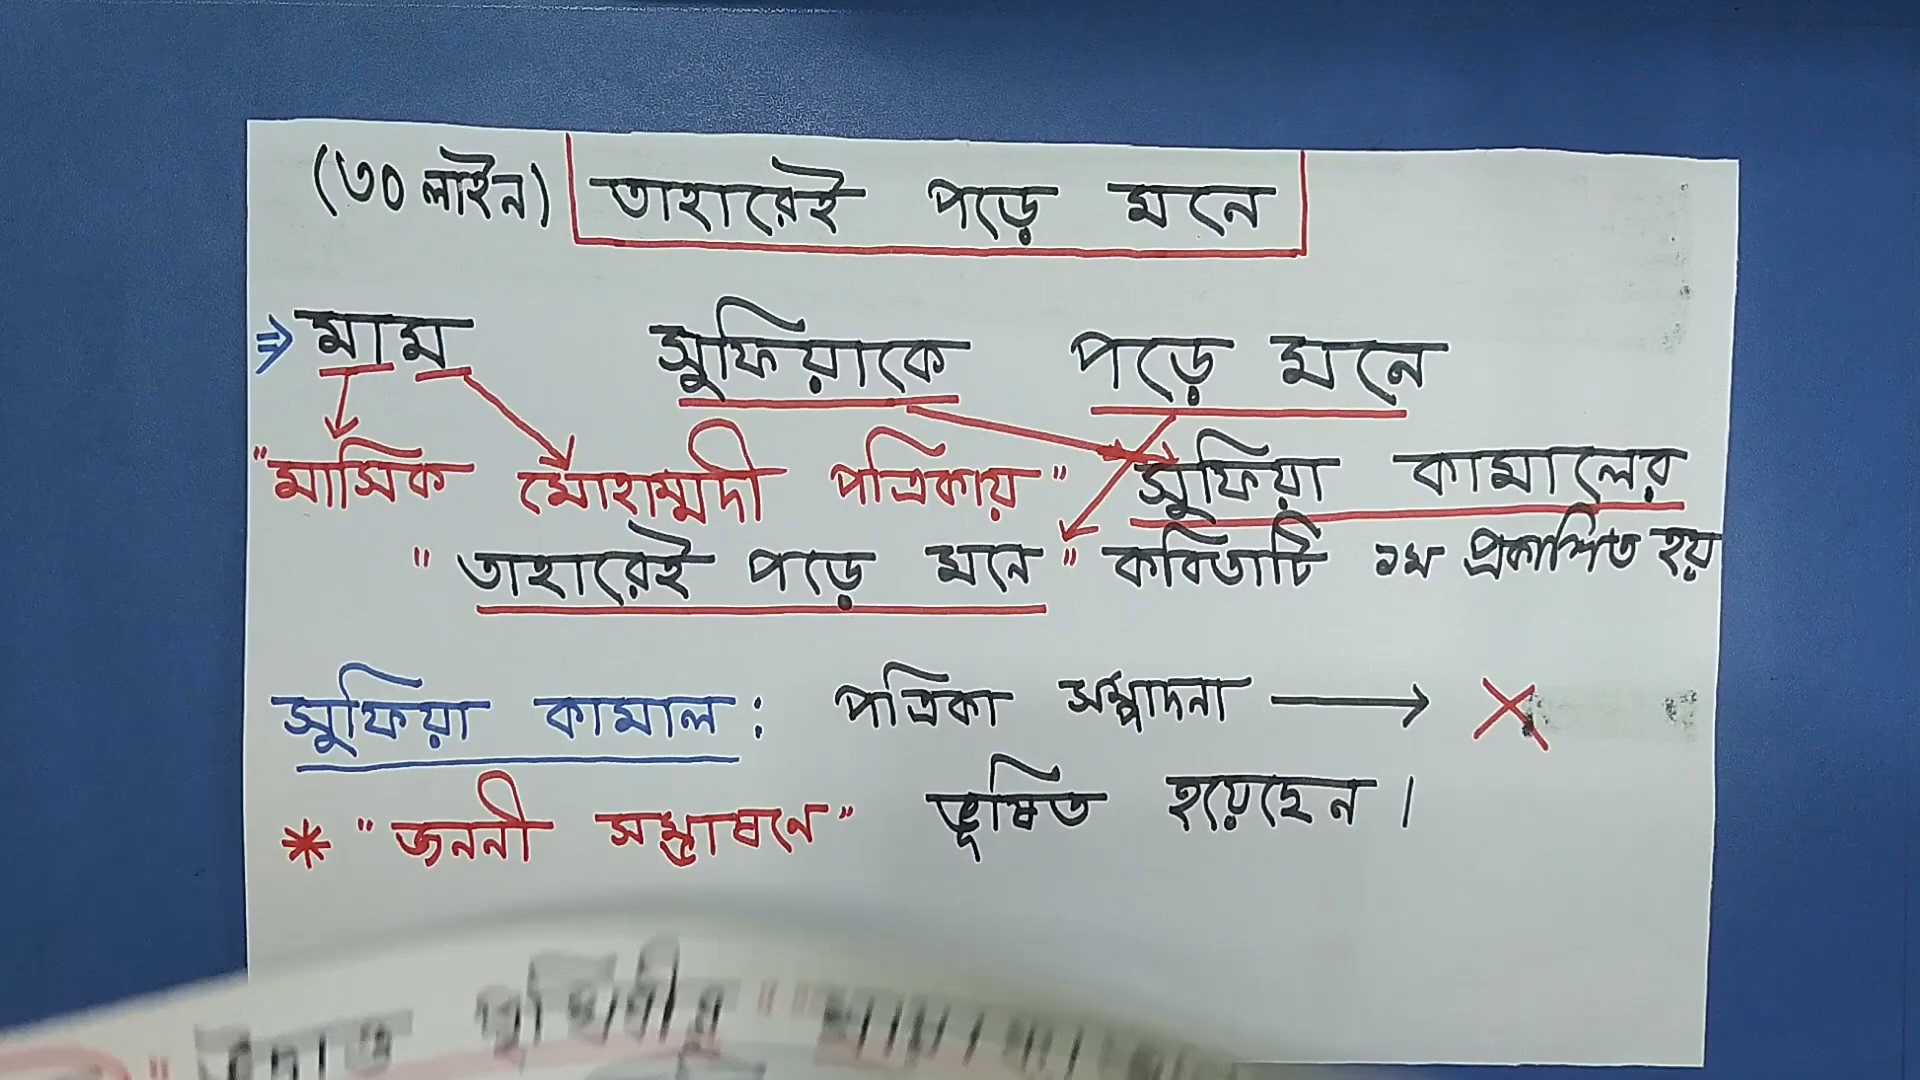 (৩০ লাইন) তাহারেই পড়ে মনে
⇒ মাম সুফিয়াকে পড়ে মনে
"মাসিক মোহাম্মদী পত্রিকায়" সুফিয়া কামালের
"তাহারেই পড়ে মনে" কবিতাটি ১ম প্রকাশিত হয়
সুফিয়া কামাল : পত্রিকা সম্পাদনা ⟶ X
* "জননী সম্ভাষণে" ভূষিত হয়েছেন।
পৃথিবীর